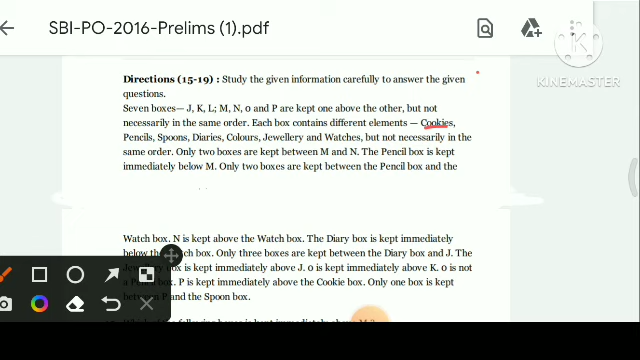 SBI-PO-2016-Prelims (1).pdf
KINEMASTER
Directions (15-19) : Study the given information carefully to answer the given
questions.
Seven boxes— J, K, L; M, N, o and P are kept one above the other, but not
necessarily in the same order. Each box contains different elements — Cookies,
Pencils, Spoons, Diaries, Colours, Jewellery and Watches, but not necessarily in the
same order. Only two boxes are kept between M and N. The Pencil box is kept
immediately below M. Only two boxes are kept between the Pencil box and the
Watch box. N is kept above the Watch box. The Diary box is kept immediately
below the box. Only three boxes are kept between the Diary box and J. The
box is kept immediately above J. o is kept immediately above K. o is not
a box. P is kept immediately above the Cookie box. Only one box is kept
P and the Spoon box.
following boxes is kept immediately